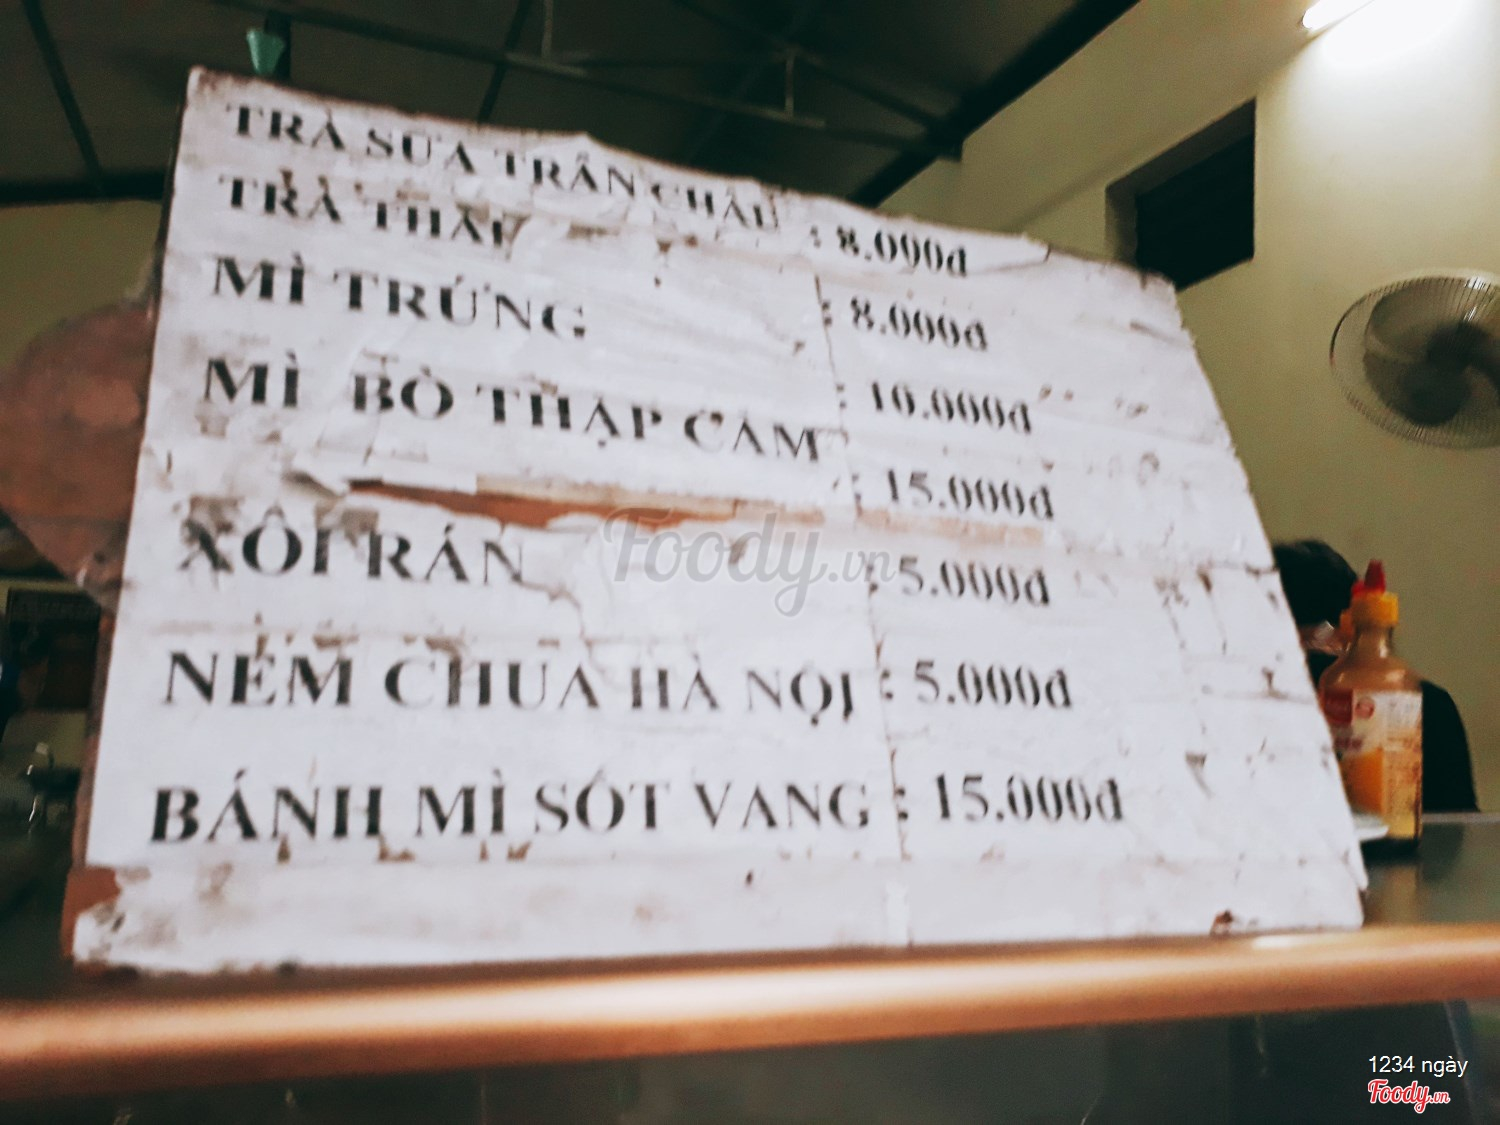 TRÀ SỮA TRÂN CHÂU : 8.000đ
TRÀ THÁI : 8.000đ
MÌ TRỨNG : 10.000đ
MÌ BÒ THẬP CẨM : 15.000đ
XÔI RÁN : 5.000đ
NEM CHUA HÀ NỘI : 5.000đ
BÁNH MÌ SỐT VANG : 15.000đ
Foody.vn
1234 ngày
Foody.vn